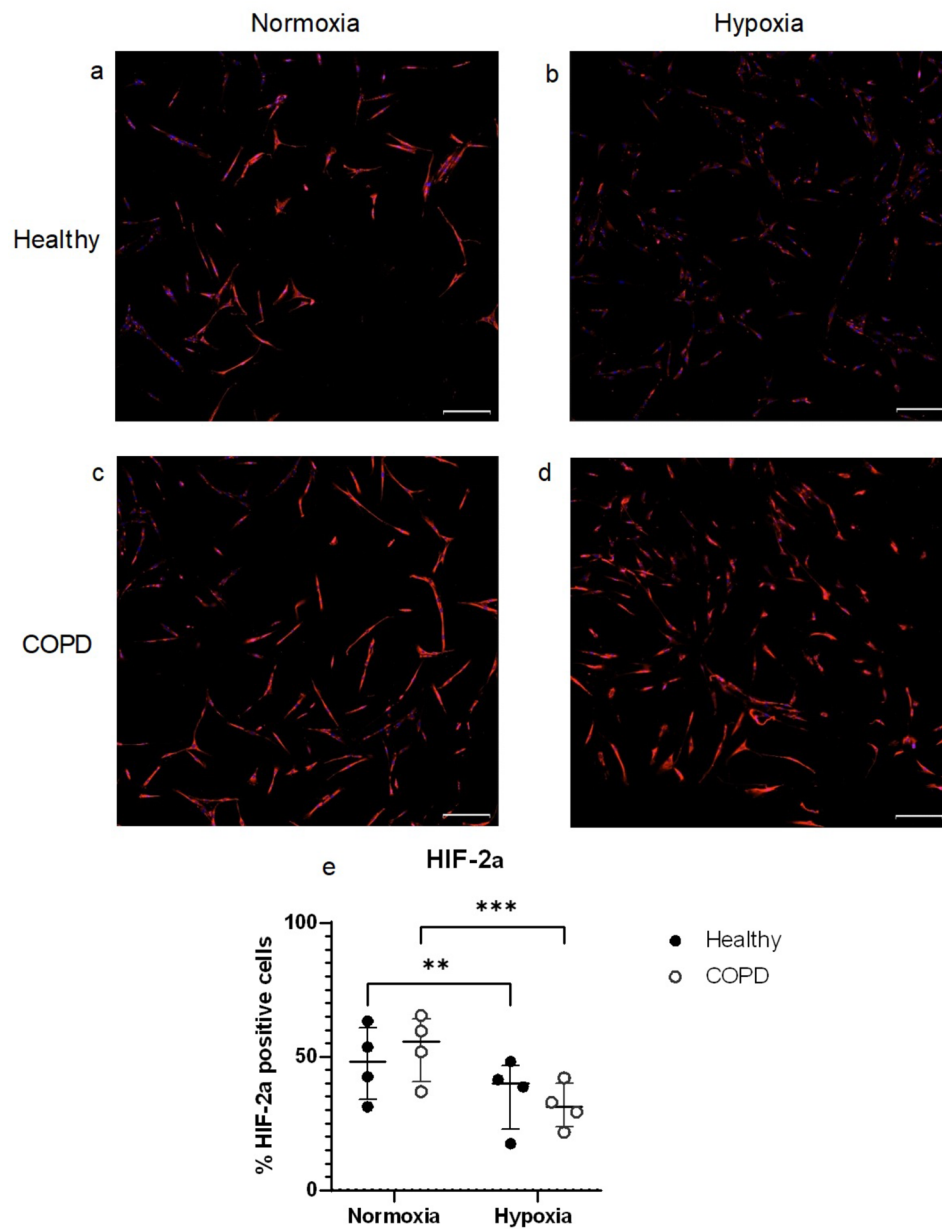 Normoxia Hypoxia
a b
Healthy
c d
COPD
e HIF-2a
100
***
Healthy
COPD
**
50
0
% HIF-2a positive cells
Normoxia Hypoxia